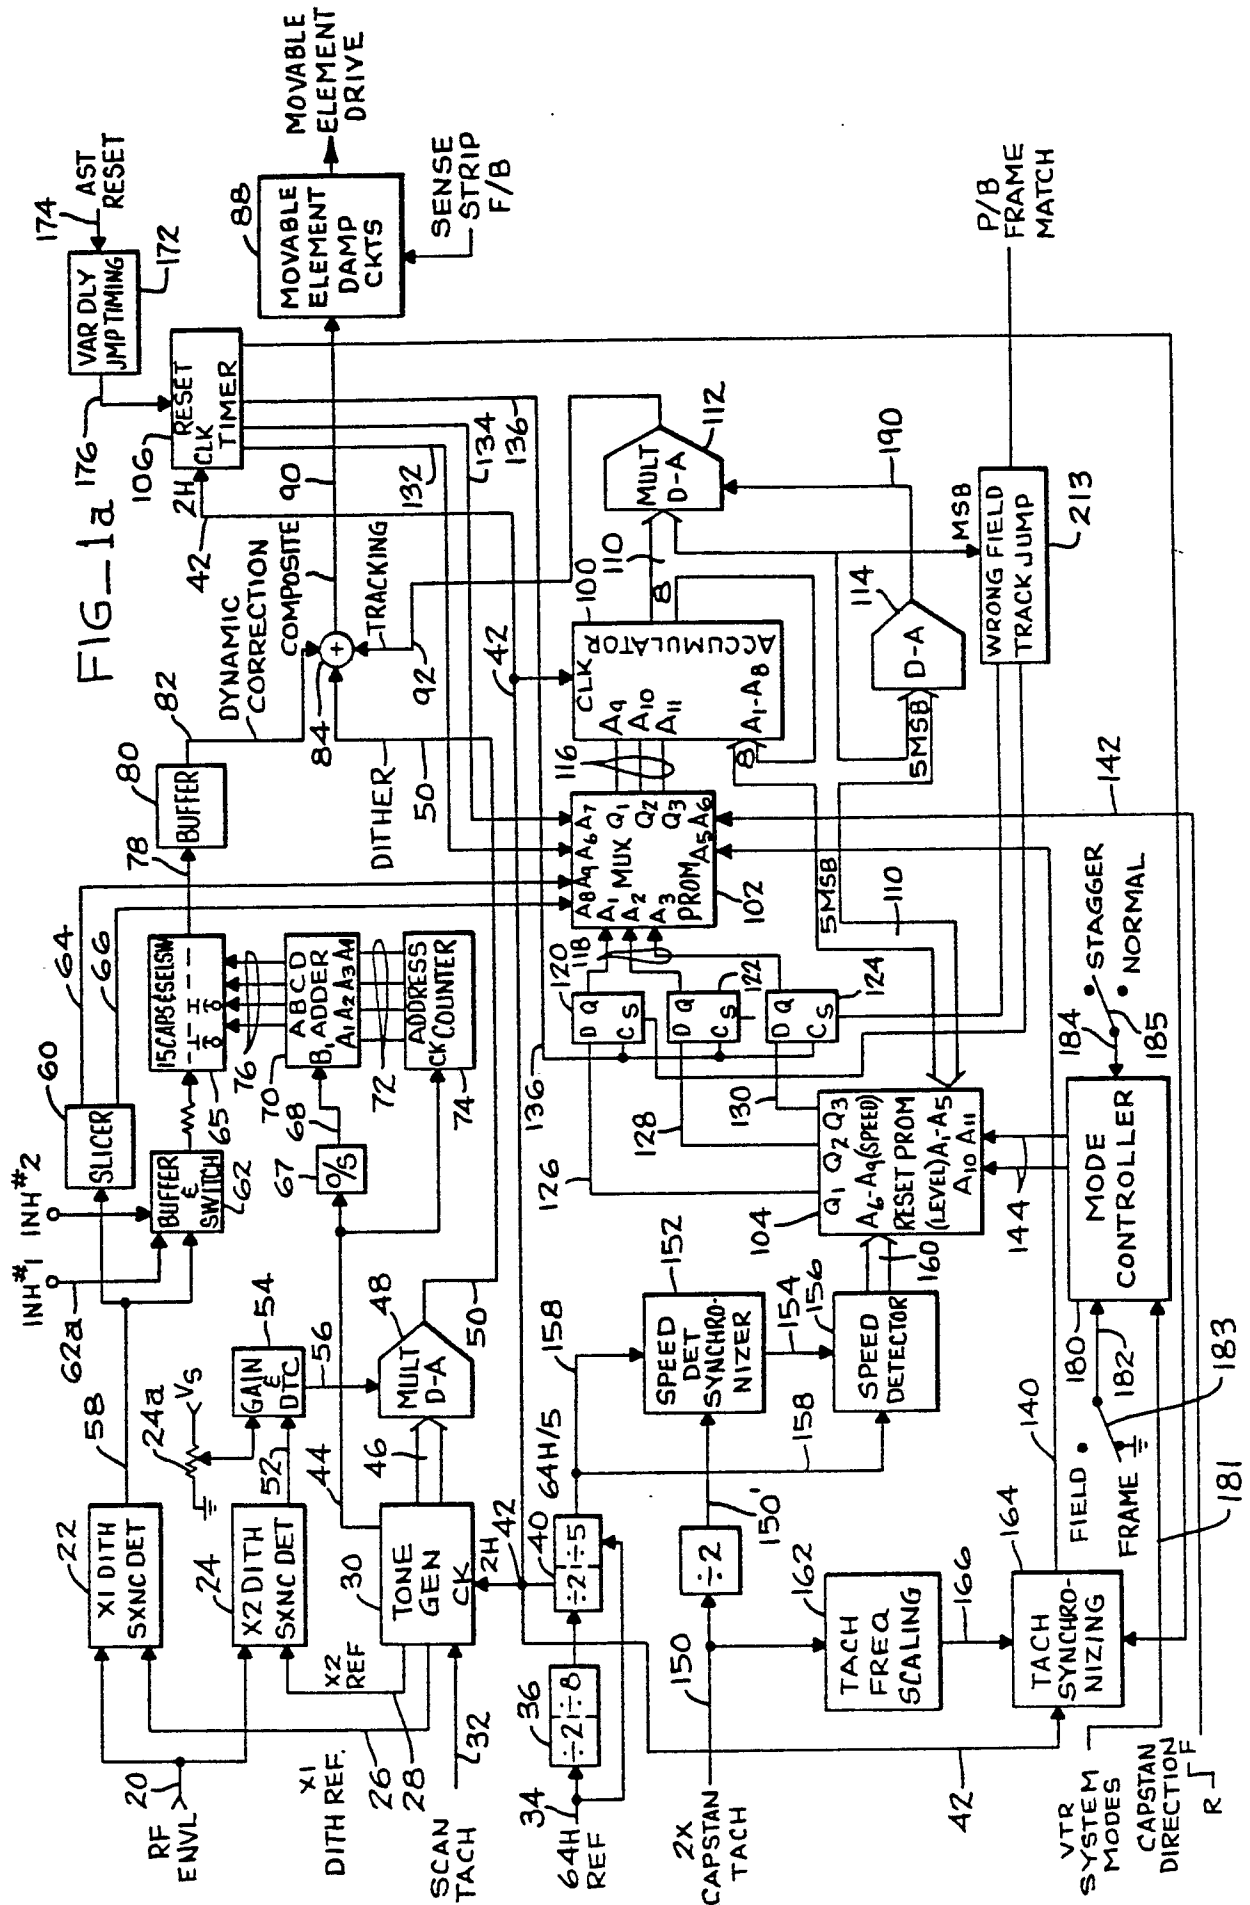 FIG_1a
RF
ENVL
20
22
X1 DITH
SXNC DET
24
X2 DITH
SXNC DET
58
62a
INH#1
INH#2
60
SLICER
64
66
BUFFER
&
SWITCH
62
65
15CAPS&SEISM
76
78
80
BUFFER
82
DYNAMIC
CORRECTION
84
+
COMPOSITE
90
TRACKING
92
DITHER
50
24a
VS
52
54
GAIN
&
DTC.
56
48
MULT
D-A
50
46
44
67
O/S
68
70
A B C D
B1 ADDER
A1 A2 A3 A4
72
ADDRESS
CK COUNTER
74
X1
DITH REF.
26
28
X2
REF
30
TONE
GEN
CK
SCAN
TACH
32
2H
42
34
64H
REF
36
÷2 ÷8
40
÷2 ÷5
64H/5
158
2X
CAPSTAN
TACH
150
÷2
150'
152
SPEED
DET
SYNCHRO-
NIZER
154
156
SPEED
DETECTOR
158
160
162
TACH
FREQ
SCALING
166
164
TACH
SYNCHRO-
NIZING
140
42
VTR
SYSTEM
MODES
CAPSTAN
DIRECTION
F
R
181
FIELD
FRAME
183
182
180
MODE
CONTROLLER
184
185
STAGGER
NORMAL
144
142
104
Q1 Q2 Q3
A6-A9(SPEED)
RESET PROM
(LEVEL)A1-A5
A10 A11
126
128
130
136
120
D Q
C
118
D Q
C S
122
D Q
C S
124
102
A8 A9 A6 A7
A1 MUX Q1
A2 Q2
A3 Q3
PROM A5 A6
116
100
CLK
A9
A10
A11
A1-A8
ACCUMULATOR
8
8
110
MULT
D-A
112
114
D-A
190
5MSB
5MSB
110
MSB
WRONG FIELD
TRACK JUMP
213
P/B
FRAME
MATCH
42
42
2H
106
RESET
CLK
TIMER
132
134
136
176
VAR DLY
JMP TIMING
172
174
AST
RESET
88
MOVABLE
ELEMENT
DAMP
CKTS
MOVABLE
ELEMENT
DRIVE
SENSE
STRIP
F/B